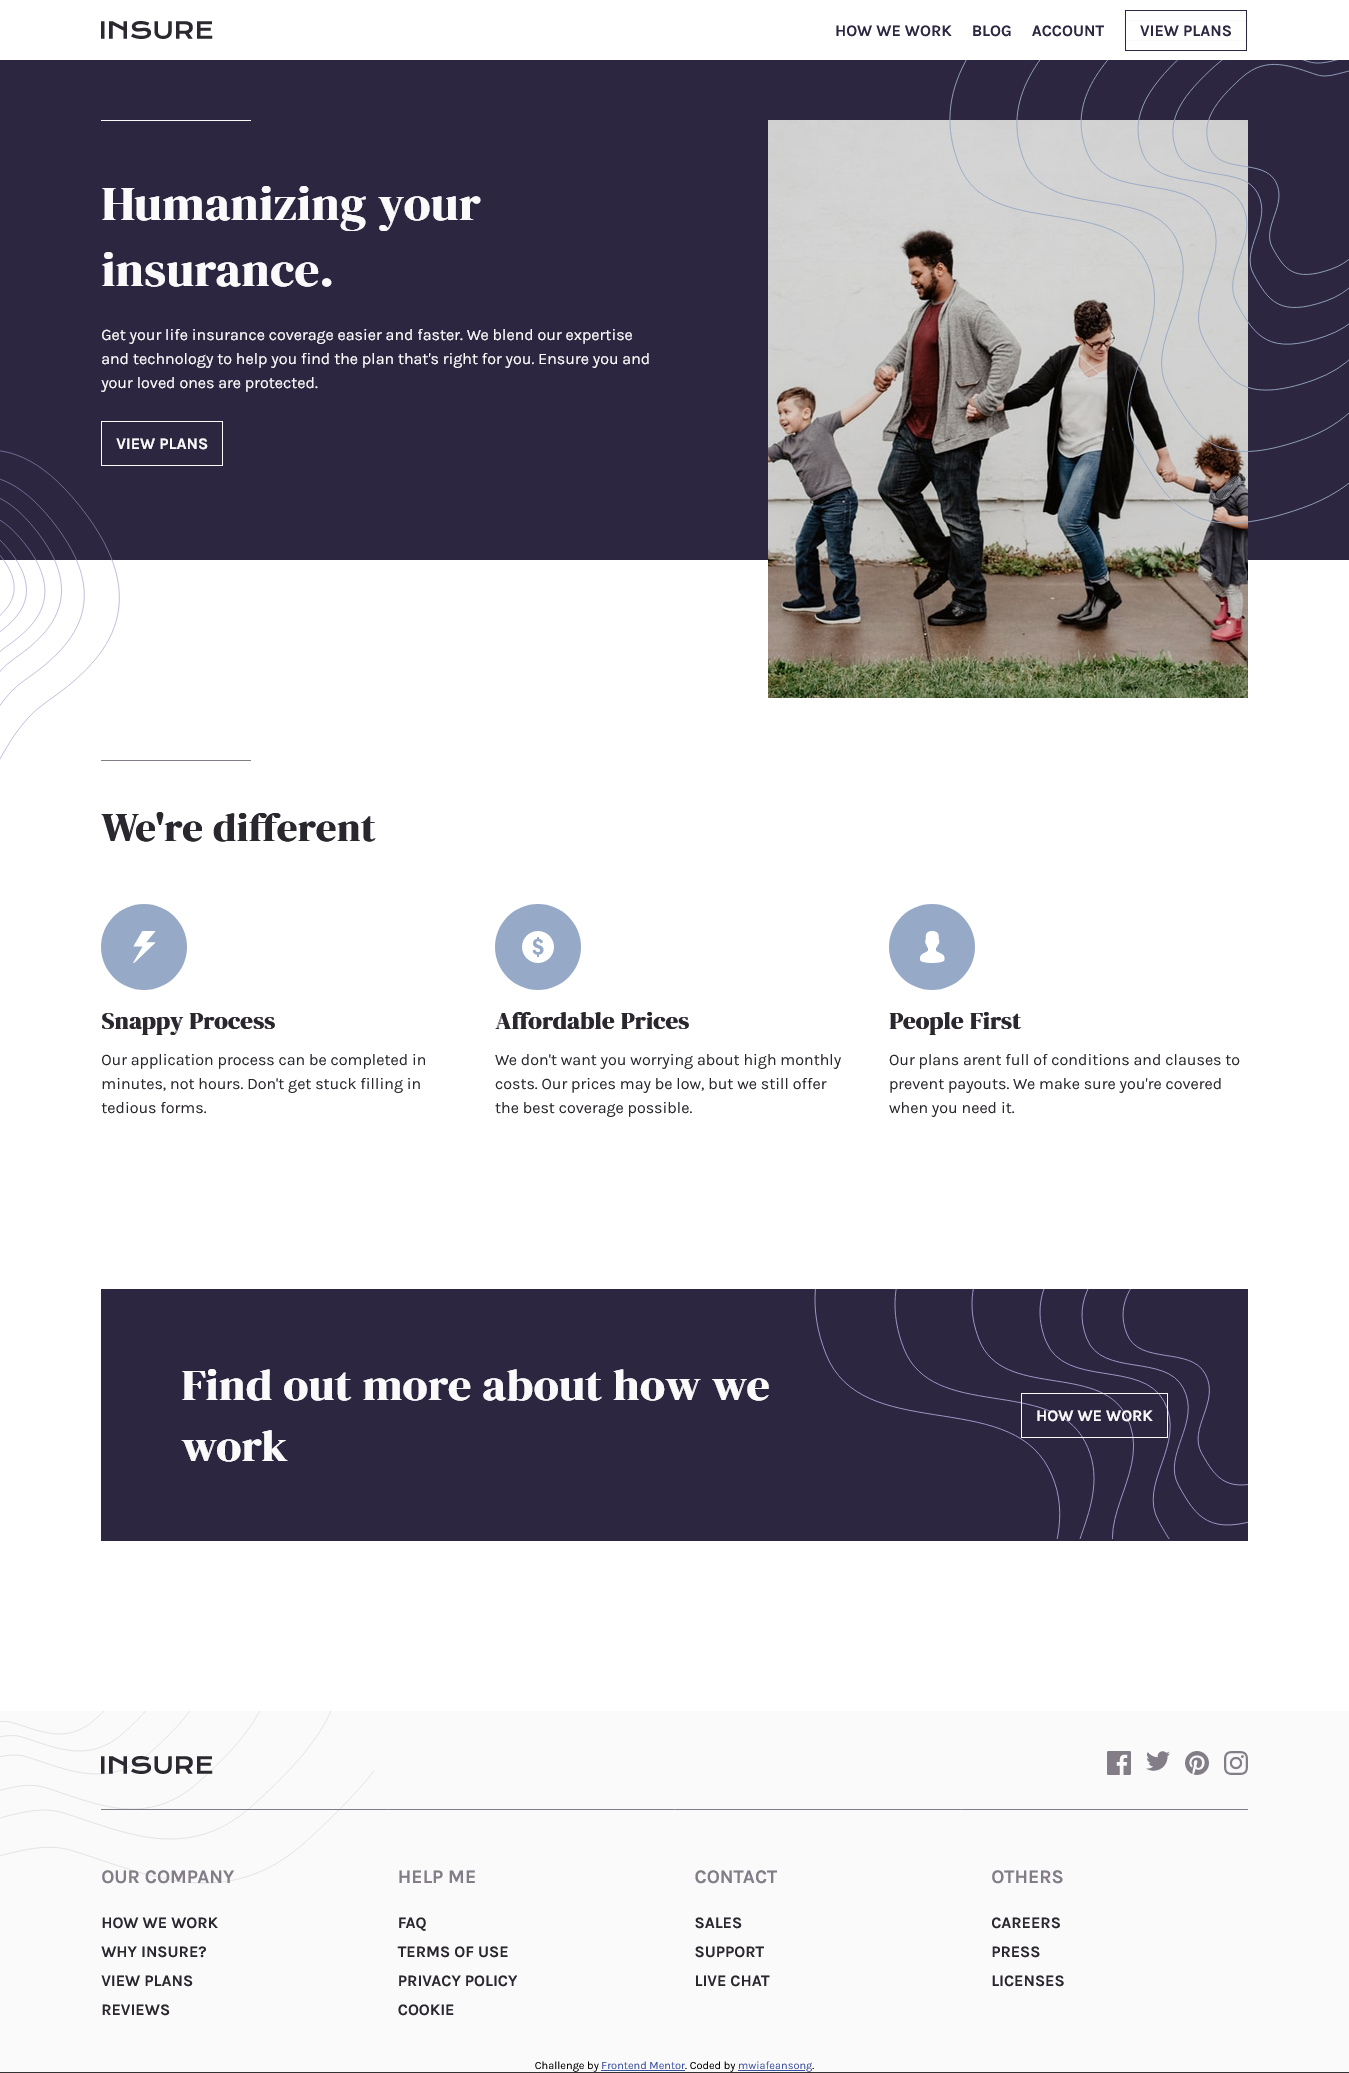 INSURE
HOW WE WORK
BLOG
ACCOUNT
VIEW PLANS
Humanizing your
insurance.
Get your life insurance coverage easier and faster. We blend our expertise
and technology to help you find the plan that's right for you. Ensure you and
your loved ones are protected.
VIEW PLANS
We're different
Snappy Process
Our application process can be completed in
minutes, not hours. Don't get stuck filling in
tedious forms.
Affordable Prices
We don't want you worrying about high monthly
costs. Our prices may be low, but we still offer
the best coverage possible.
People First
Our plans arent full of conditions and clauses to
prevent payouts. We make sure you're covered
when you need it.
Find out more about how we
work
HOW WE WORK
INSURE
OUR COMPANY
HOW WE WORK
WHY INSURE?
VIEW PLANS
REVIEWS
HELP ME
FAQ
TERMS OF USE
PRIVACY POLICY
COOKIE
CONTACT
SALES
SUPPORT
LIVE CHAT
OTHERS
CAREERS
PRESS
LICENSES
Challenge by Frontend Mentor. Coded by mwiafeansong.